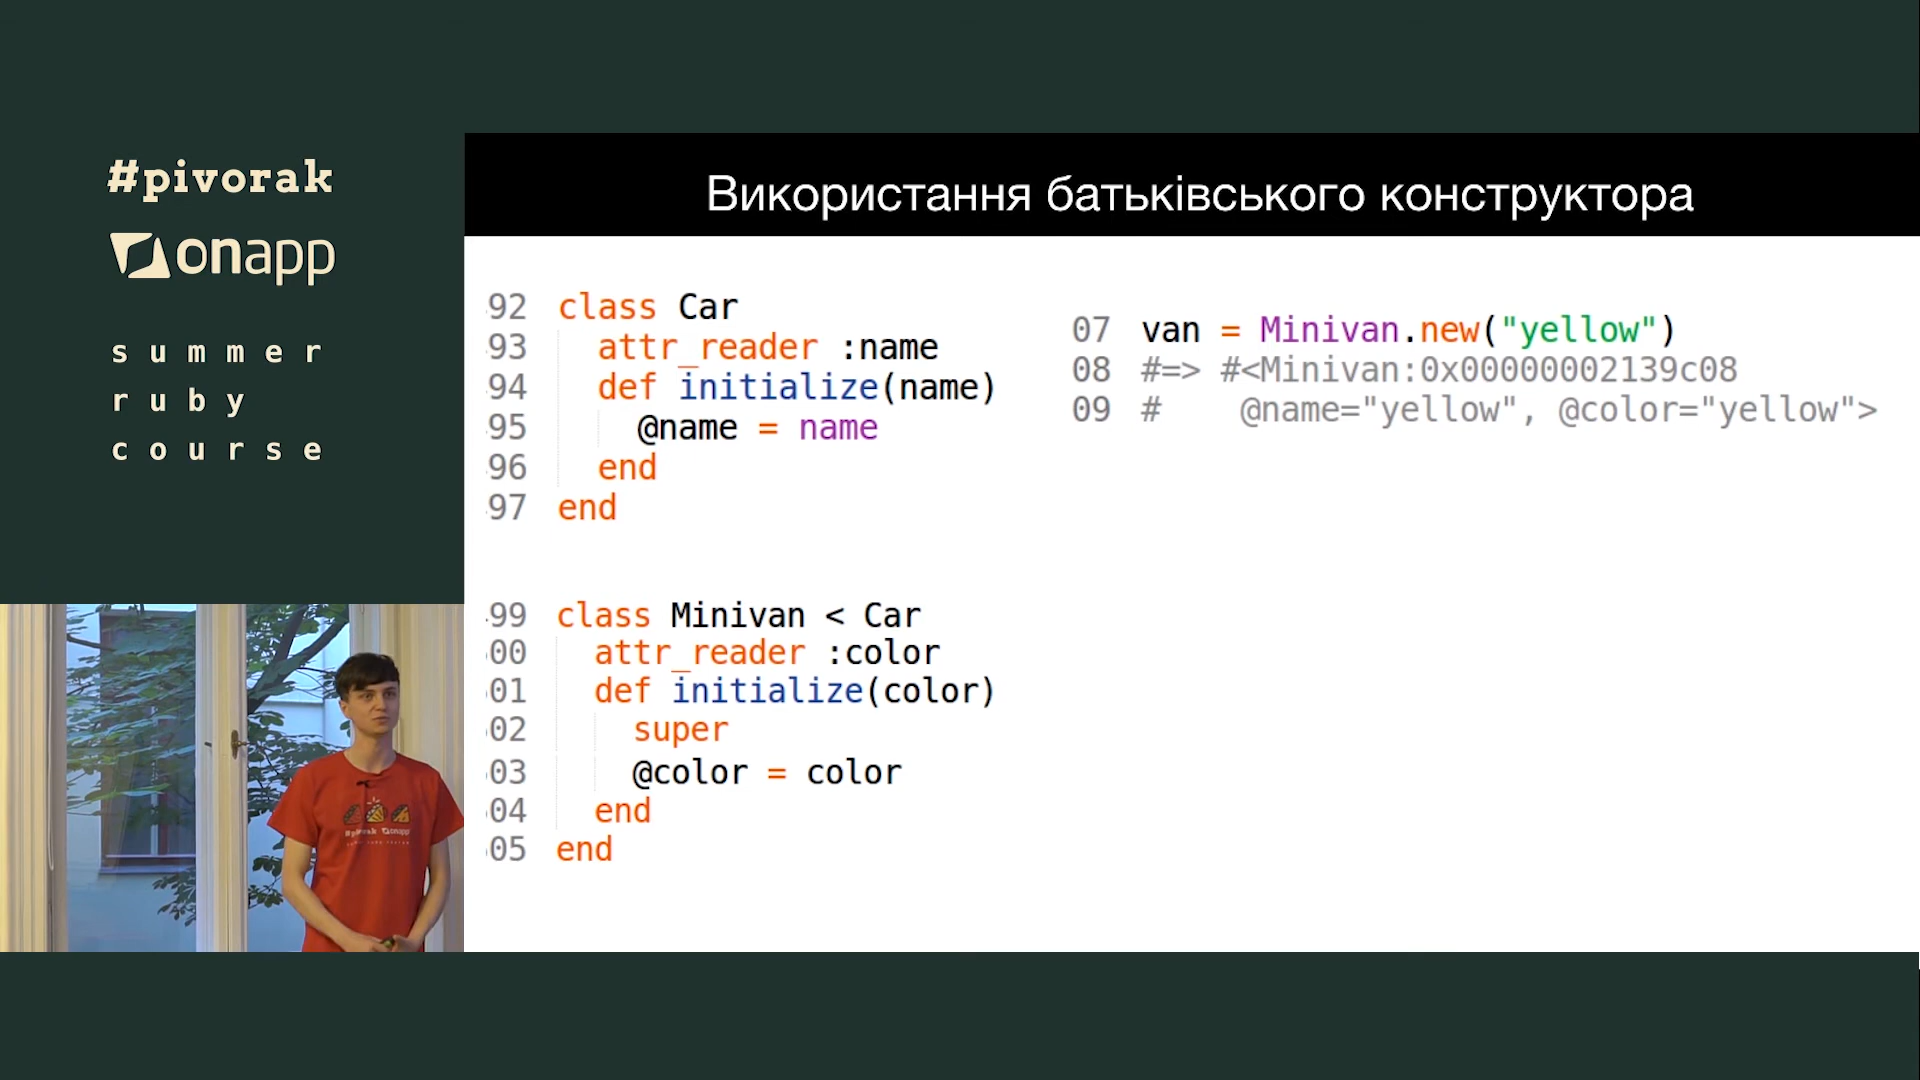 #pivorak
onapp
summer
ruby
course
Використання батьківського конструктора
92 class Car
93 attr_reader :name
94 def initialize(name)
95 @name = name
96 end
97 end
99 class Minivan < Car
00 attr_reader :color
01 def initialize(color)
02 super
03 @color = color
04 end
05 end
07 van = Minivan.new("yellow")
08 #=> #<Minivan:0x00000002139c08
09 # @name="yellow", @color="yellow">
#pivorak onapp